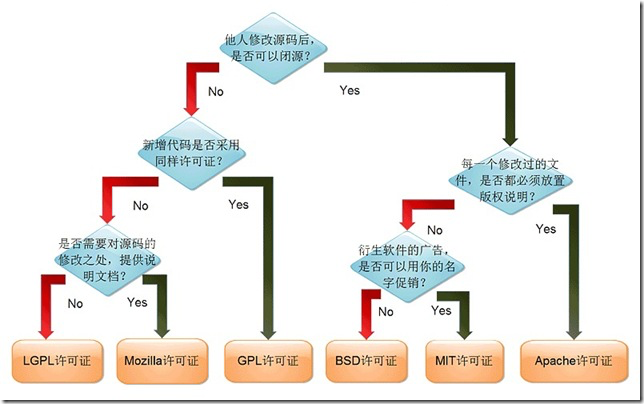 他人修改源码后，
是否可以闭源？
No
Yes
新增代码是否采用
同样许可证？
每一个修改过的文
件，是否都必须放置
版权说明？
No
Yes
No
Yes
是否需要对源码的
修改之处，提供说
明文档？
衍生软件的广告，
是否可以用你的名
字促销？
No
Yes
No
Yes
LGPL许可证
Mozilla许可证
GPL许可证
BSD许可证
MIT许可证
Apache许可证